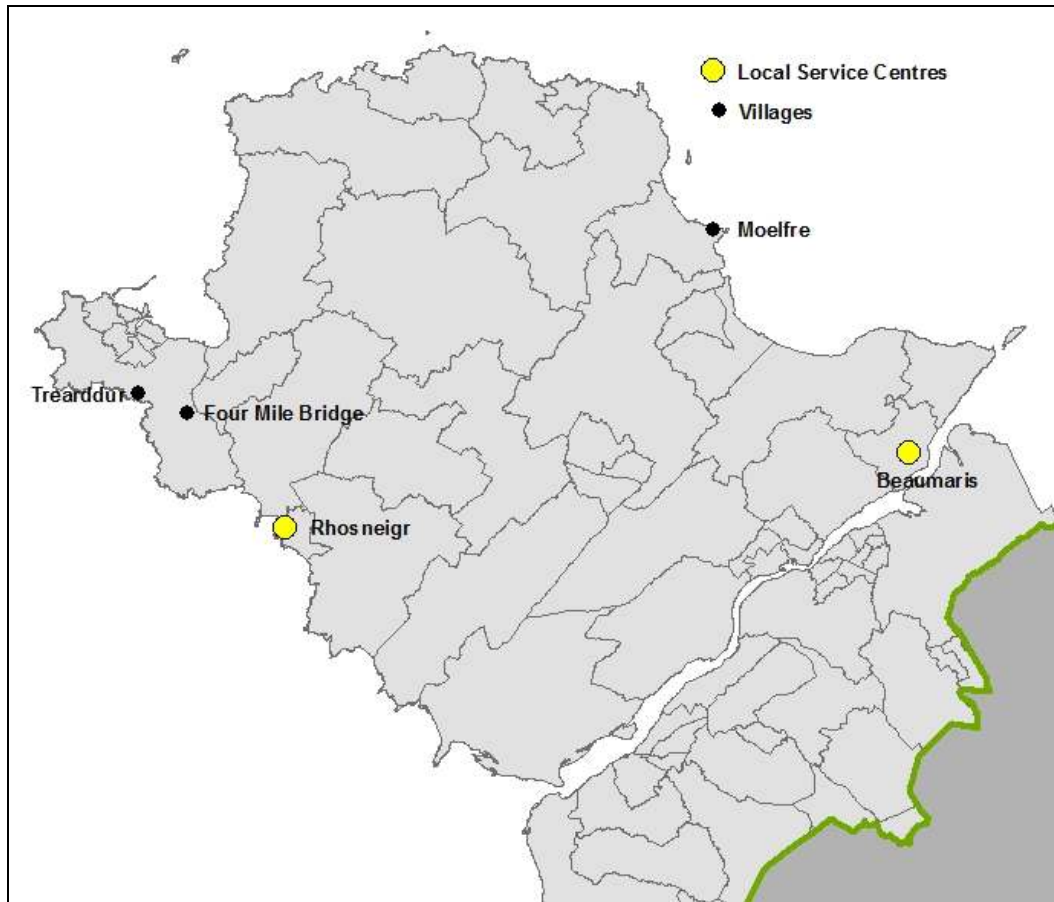 Local Service Centres
Villages
Moelfre
Trearddur
Four Mile Bridge
Beaumaris
Rhosneigr